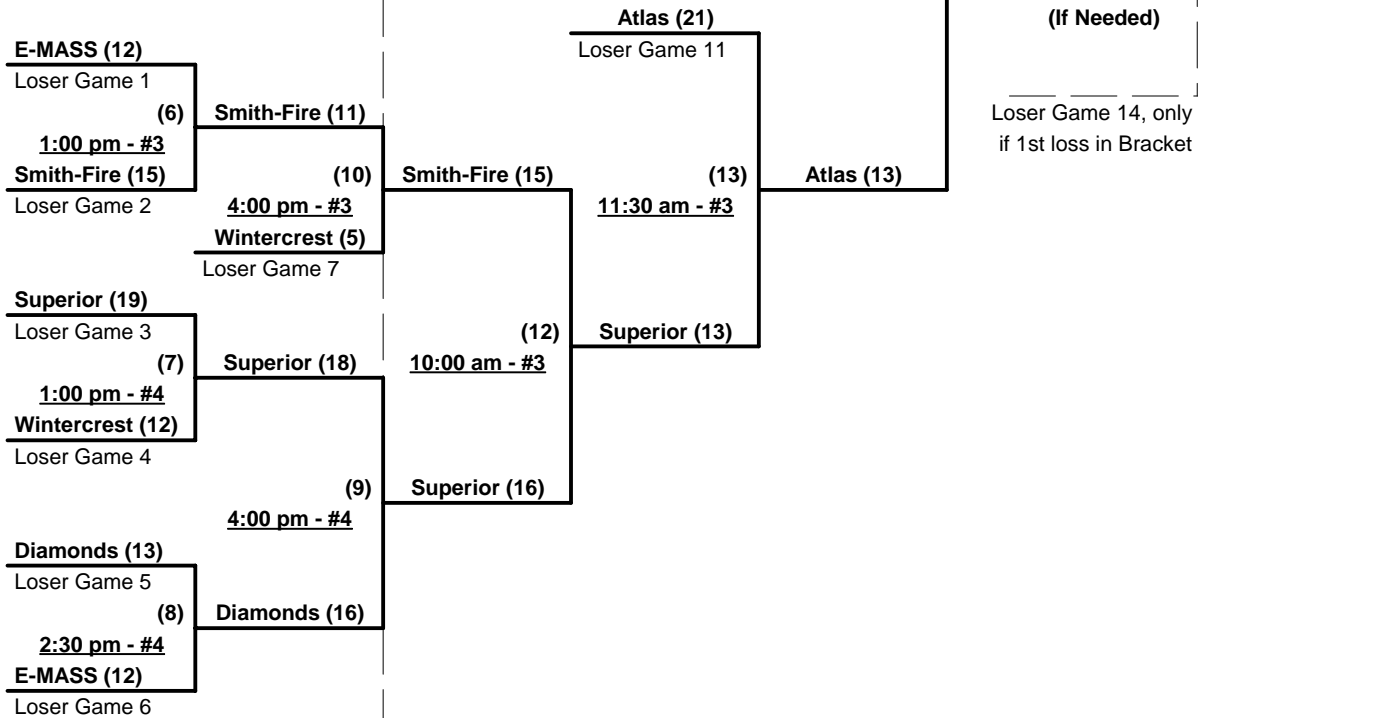 Atlas (21)
(If Needed)
E-MASS (12)
Loser Game 11
Loser Game 1
(6)
Smith-Fire (11)
Loser Game 14, only
1:00 pm - #3
if 1st loss in Bracket
Smith-Fire (15)
(10)
Smith-Fire (15)
(13)
Atlas (13)
Loser Game 2
4:00 pm - #3
11:30 am - #3
Wintercrest (5)
Loser Game 7
Superior (19)
Loser Game 3
(12)
Superior (13)
(7)
Superior (18)
10:00 am - #3
1:00 pm - #4
Wintercrest (12)
Loser Game 4
(9)
Superior (16)
4:00 pm - #4
Diamonds (13)
Loser Game 5
(8)
Diamonds (16)
2:30 pm - #4
E-MASS (12)
Loser Game 6